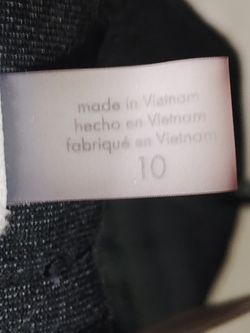 made in Vietnam
hecho en Vietnam
fabriqué en Vietnam
10